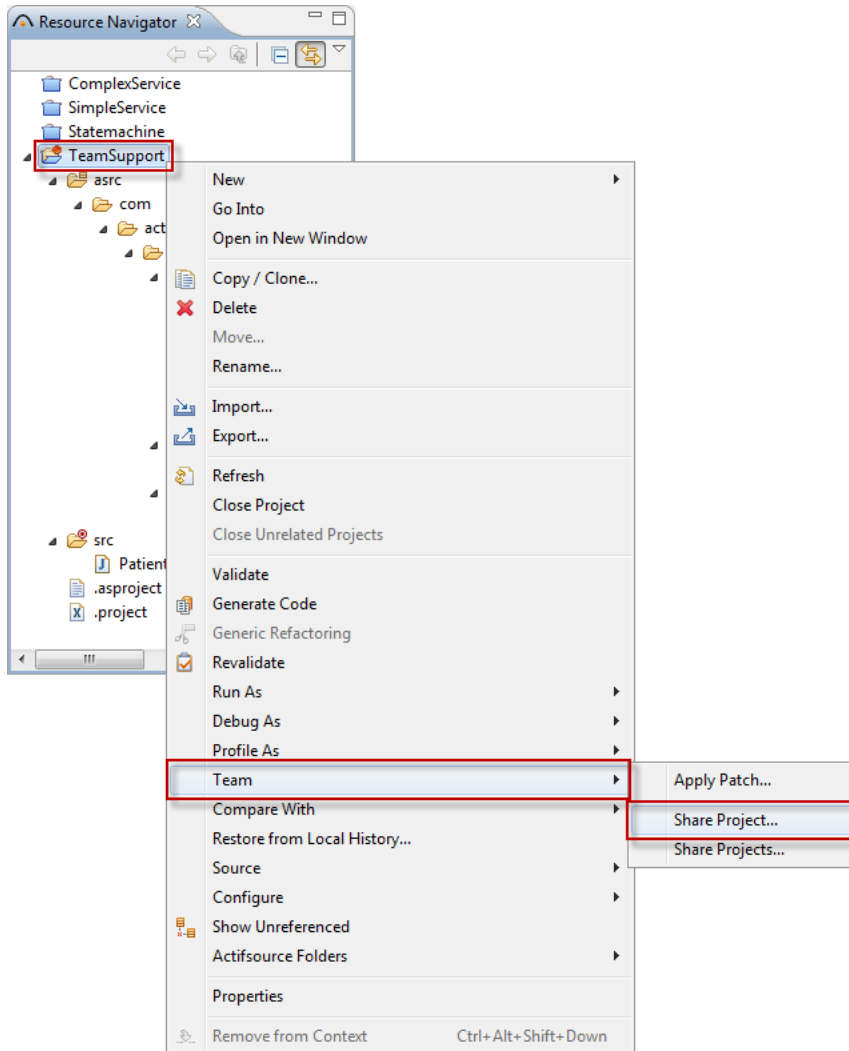 Resource Navigator
ComplexService
SimpleService
Statemachine
TeamSupport
asrc
com
act
src
Patient
.asproject
.project
New
Go Into
Open in New Window
Copy / Clone...
Delete
Move...
Rename...
Import...
Export...
Refresh
Close Project
Close Unrelated Projects
Validate
Generate Code
Generic Refactoring
Revalidate
Run As
Debug As
Profile As
Team
Compare With
Restore from Local History...
Source
Configure
Show Unreferenced
Actifsource Folders
Properties
Remove from Context Ctrl+Alt+Shift+Down
Apply Patch...
Share Project...
Share Projects...